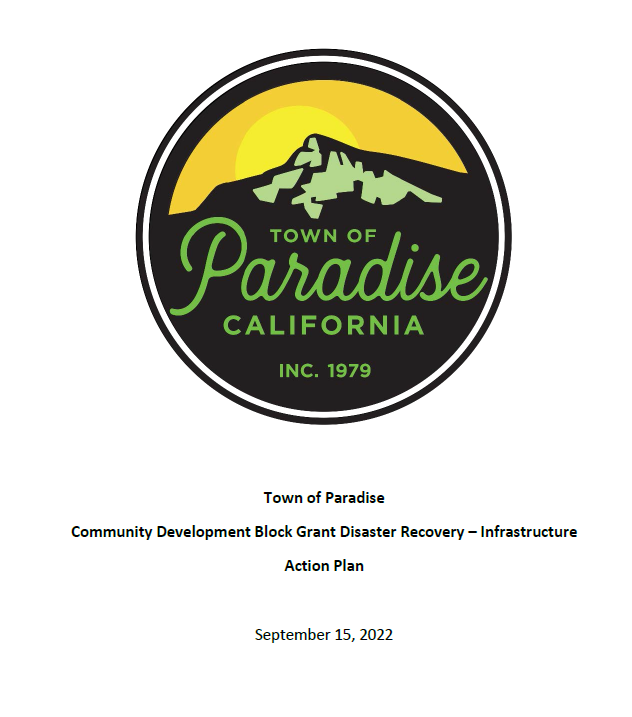 TOWN OF
Paradise
CALIFORNIA
INC. 1979
Town of Paradise
Community Development Block Grant Disaster Recovery – Infrastructure
Action Plan
September 15, 2022